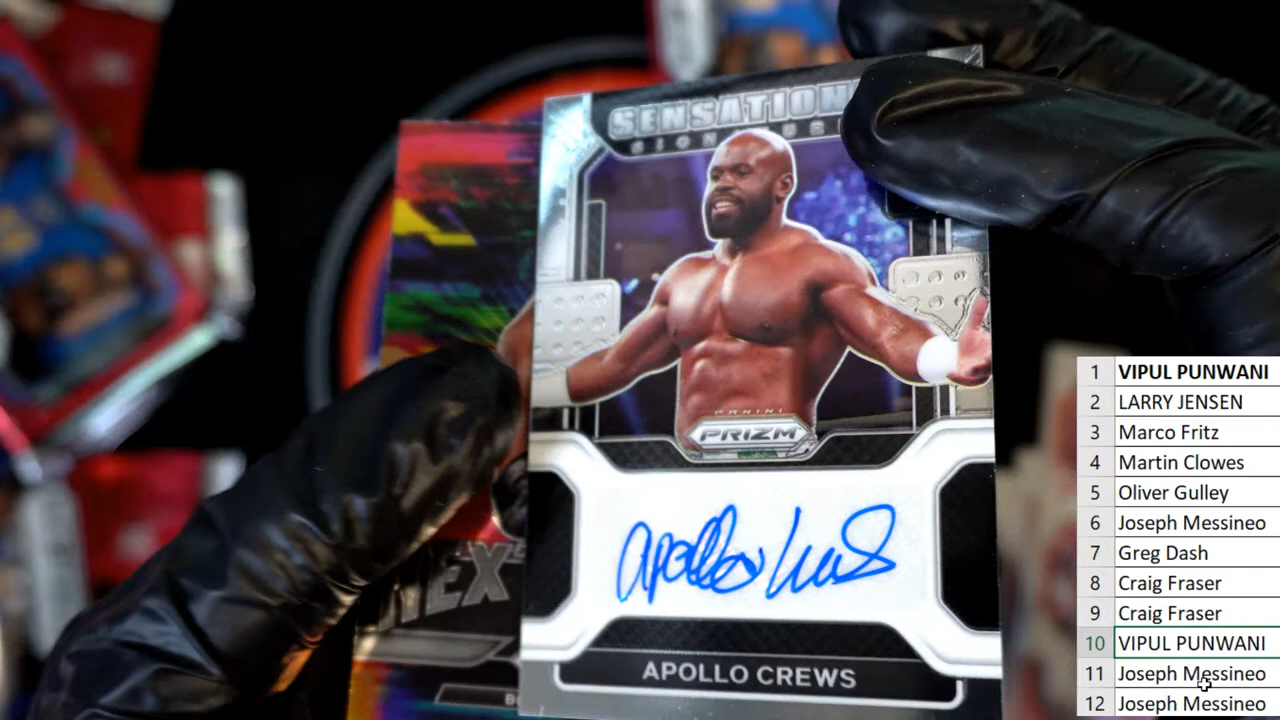 SENSATION
PANINI
PRIZM
Apollo Crews
APOLLO CREWS
1 VIPUL PUNWANI
2 LARRY JENSEN
3 Marco Fritz
4 Martin Clowes
5 Oliver Gulley
6 Joseph Messineo
7 Greg Dash
8 Craig Fraser
9 Craig Fraser
10 VIPUL PUNWANI
11 Joseph Messineo
12 Joseph Messineo